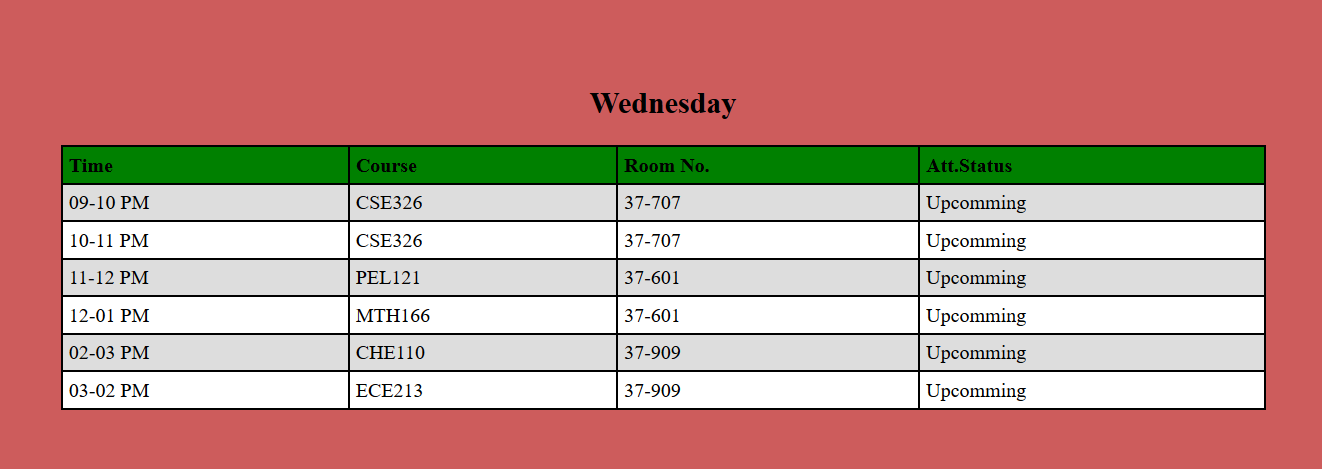 Wednesday
Time Course Room No. Att.Status
09-10 PM CSE326 37-707 Upcomming
10-11 PM CSE326 37-707 Upcomming
11-12 PM PEL121 37-601 Upcomming
12-01 PM MTH166 37-601 Upcomming
02-03 PM CHE110 37-909 Upcomming
03-02 PM ECE213 37-909 Upcomming